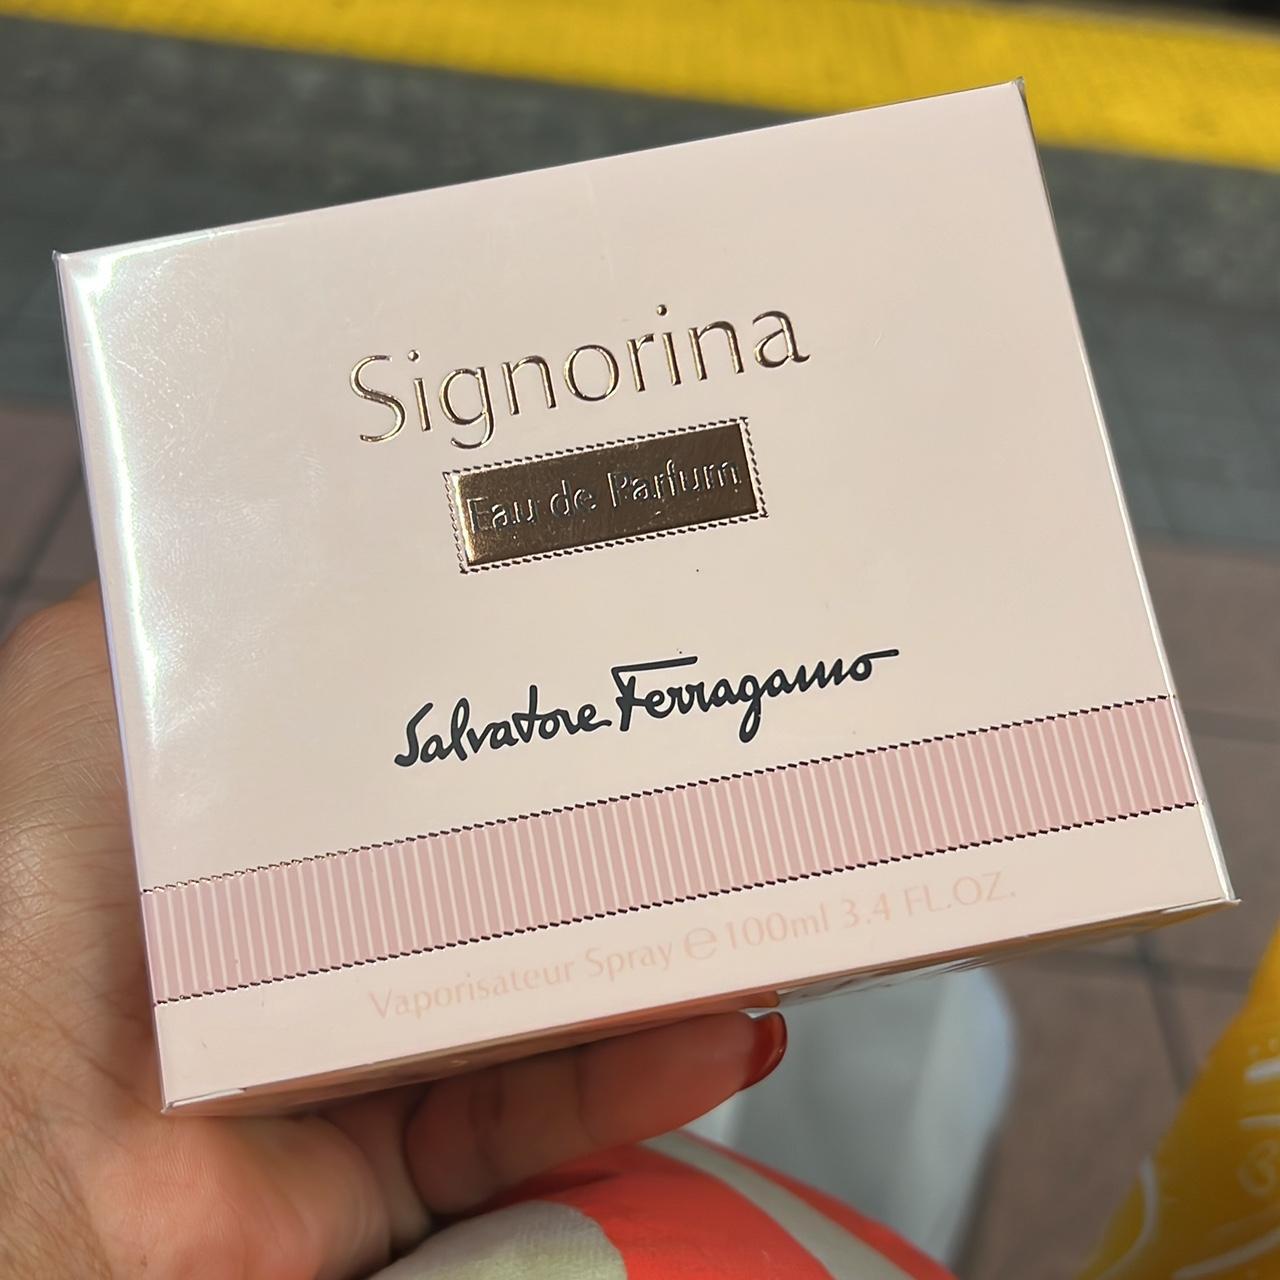 Signorina
Eau de Parfum
Salvatore Ferragamo
Vaporisateur Spray ℮ 100ml 3.4 FL.OZ.